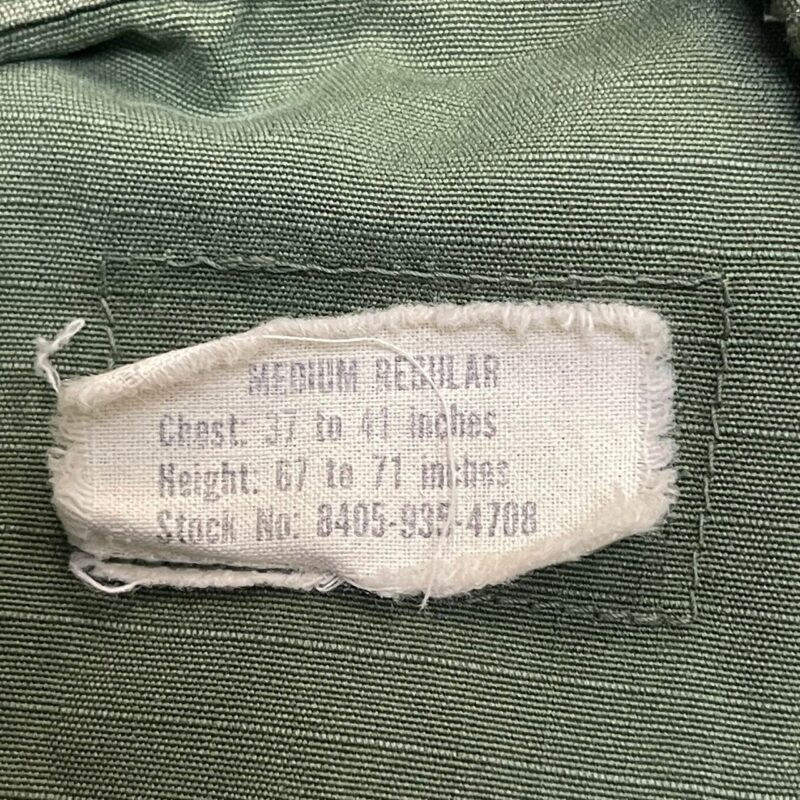 MEDIUM REGULAR
Chest: 37 to 41 inches
Height: 67 to 71 inches
Stock No: 8405-935-4708